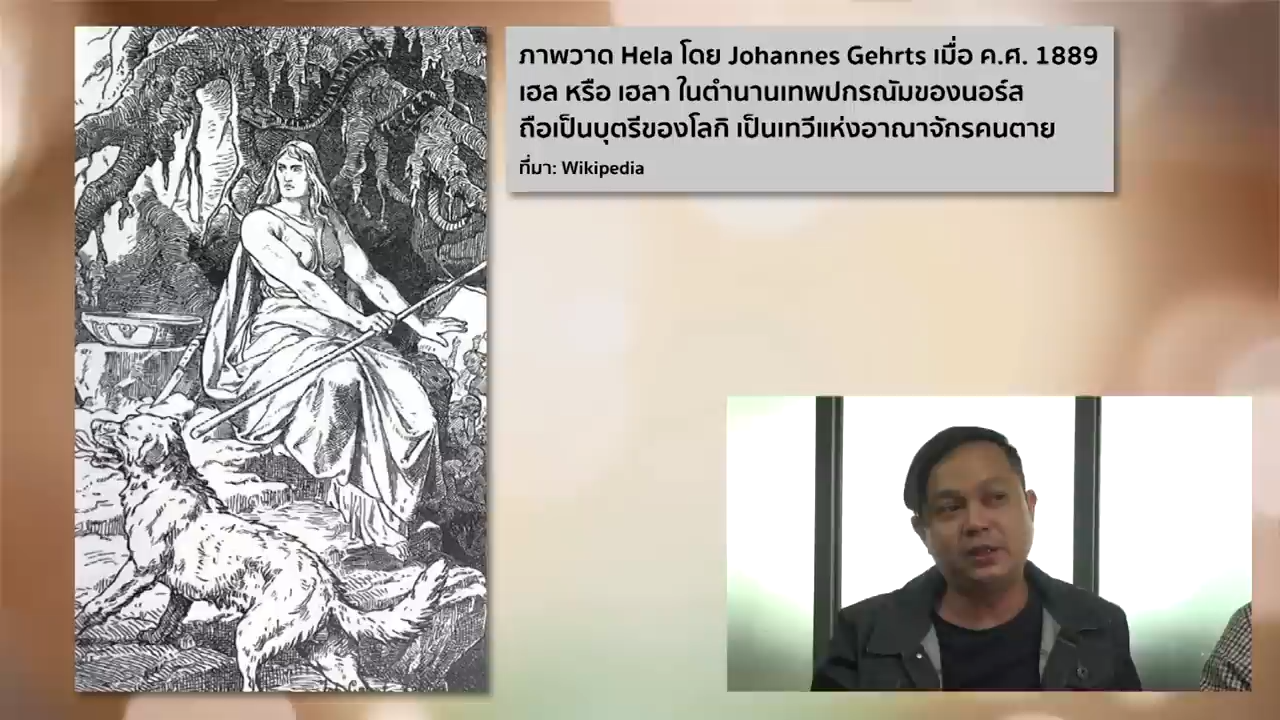 ภาพวาด Hela โดย Johannes Gehrts เมื่อ ค.ศ. 1889
เฮล หรือ เฮลา ในตำนานเทพปกรณัมของนอร์ส
ถือเป็นบุตรีของโลกิ เป็นเทวีแห่งอาณาจักรคนตาย
ที่มา: Wikipedia